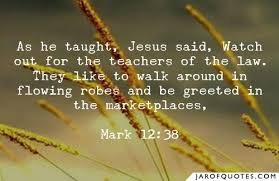 As he taught, Jesus said, Watch
out for the teachers of the law.
They like to walk around in
flowing robes and be greeted in
the marketplaces,
Mark 12:38
JAROFQUOTES.COM